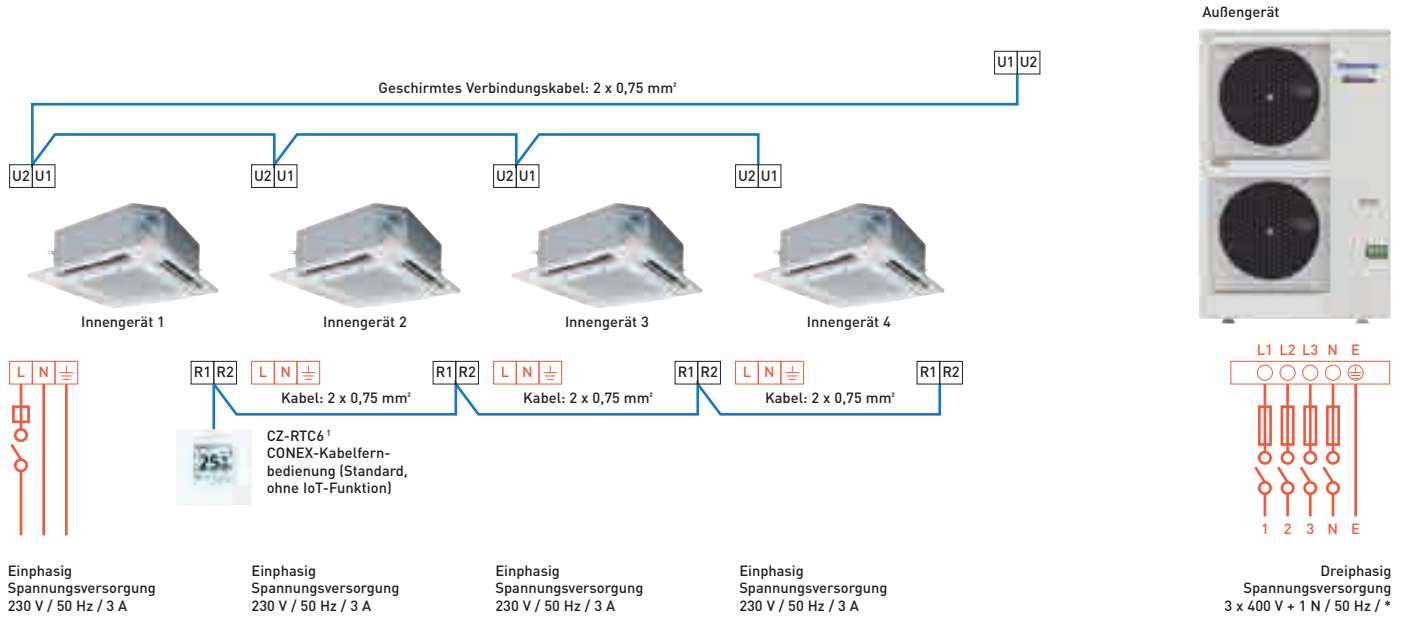 Außengerät
U1 U2
Geschirmtes Verbindungskabel: 2 x 0,75 mm²
U2 U1 U2 U1 U2 U1 U2 U1
Innengerät 1 Innengerät 2 Innengerät 3 Innengerät 4
L1 L2 L3 N E
L N R1 R2 L N R1 R2 L N R1 R2 L N R1 R2
Kabel: 2 x 0,75 mm² Kabel: 2 x 0,75 mm² Kabel: 2 x 0,75 mm²
CZ-RTC6 ¹
CONEX-Kabelfern-
bedienung (Standard,
ohne IoT-Funktion)
1 2 3 N E
Einphasig
Spannungsversorgung
230 V / 50 Hz / 3 A
Einphasig
Spannungsversorgung
230 V / 50 Hz / 3 A
Einphasig
Spannungsversorgung
230 V / 50 Hz / 3 A
Einphasig
Spannungsversorgung
230 V / 50 Hz / 3 A
Dreiphasig
Spannungsversorgung
3 x 400 V + 1 N / 50 Hz / *